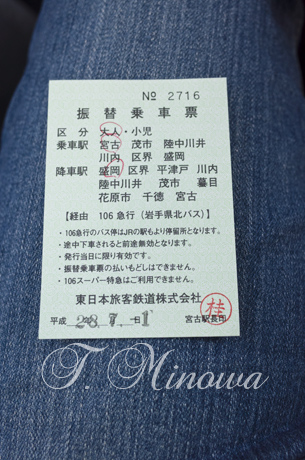 № 2716
振替乗車票
区分 大人・小児
乗車駅 宮古 茂市 陸中川井
川内 区界 盛岡
降車駅 盛岡 区界 平津戸 川内
陸中川井 茂市 蟇目
花原市 千徳 宮古
【経由 106急行(岩手県北バス)】
・106急行のバス停はJRの駅もより停留所となります。
・途中下車されると前途無効となります。
・発行当日に限り有効です。
・振替乗車票の払いもどしはできません。
・106スーパー特急はご利用できません。
東日本旅客鉄道株式会社
平成 28.7.-1 宮古駅長 桂
T. Minowa